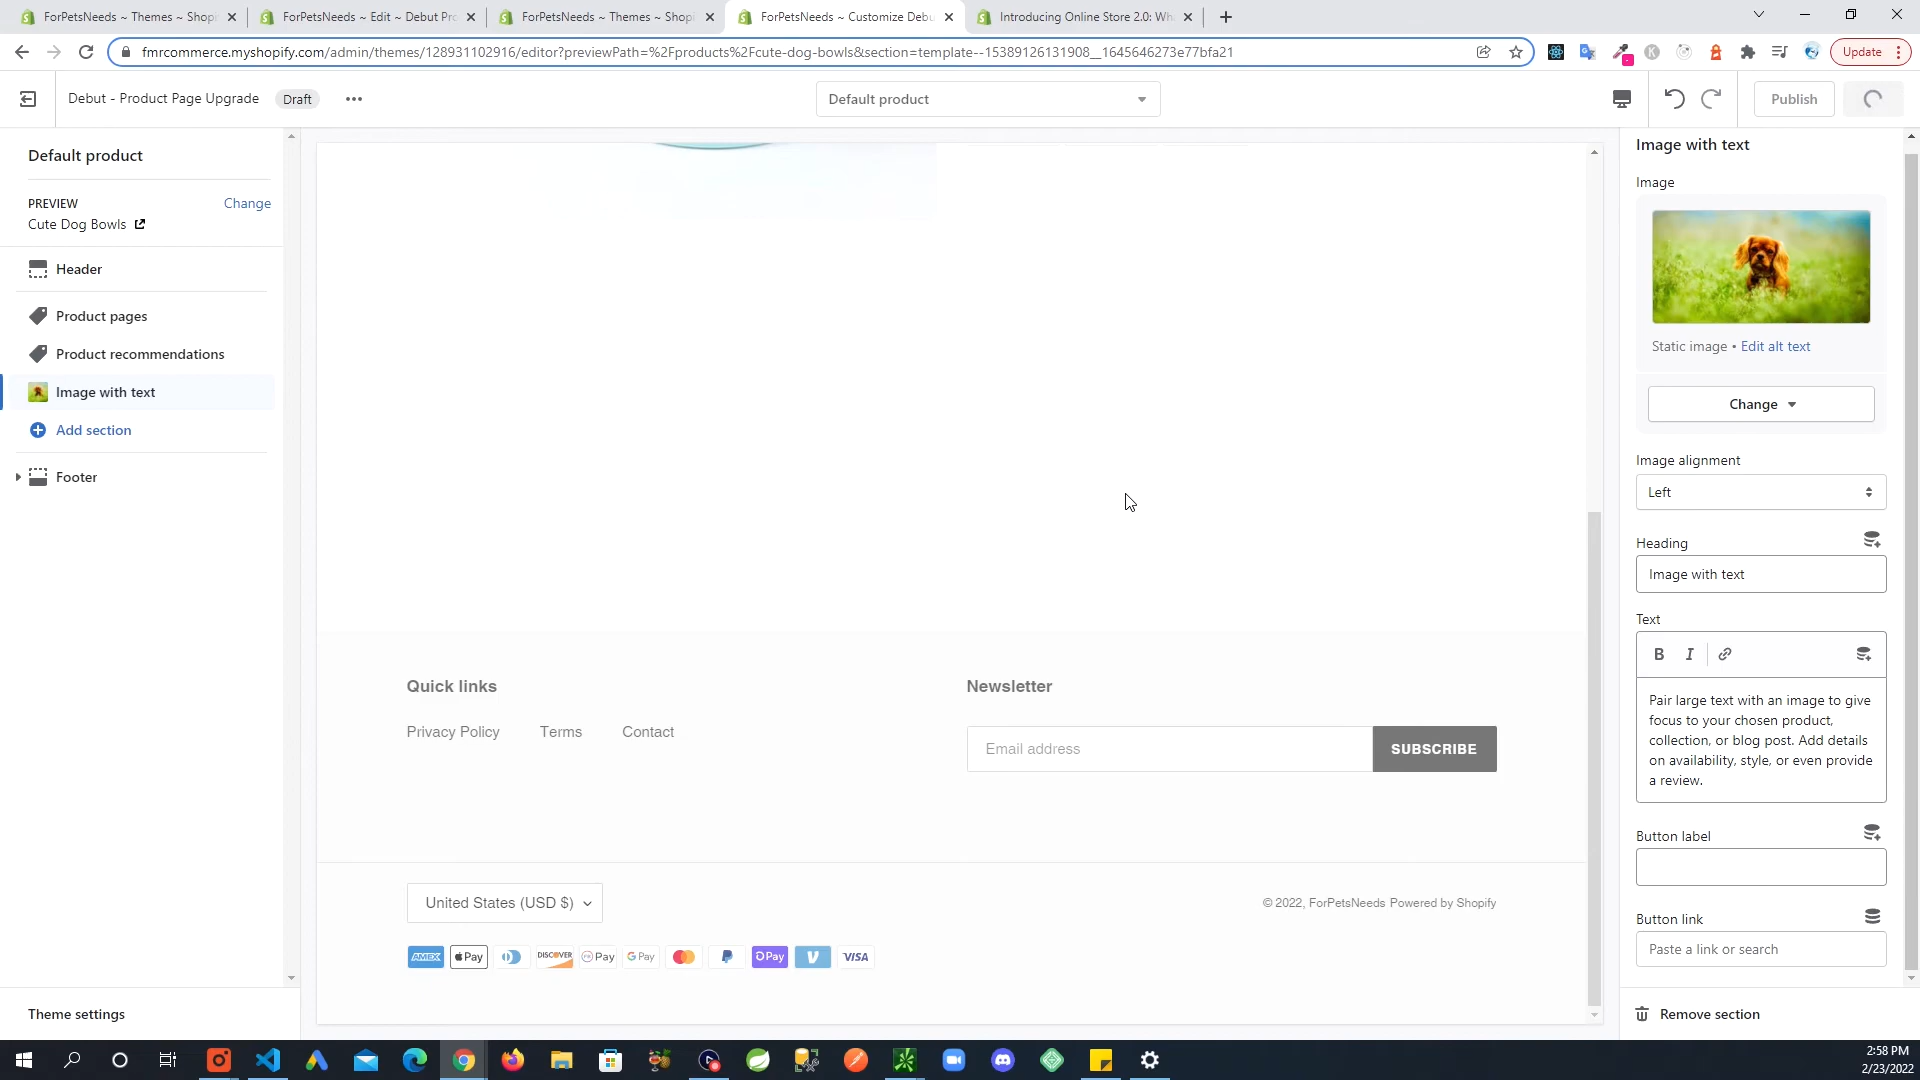 ForPetsNeeds ~ Themes ~ Shopi
ForPetsNeeds ~ Edit ~ Debut Pro
ForPetsNeeds ~ Themes ~ Shopi
ForPetsNeeds ~ Customize Debu
Introducing Online Store 2.0: Wh
fmrcommerce.myshopify.com/admin/themes/128931102916/editor?previewPath=%2Fproducts%2Fcute-dog-bowls&section=template--15389126131908__1645646273e77bfa21
Update
Debut - Product Page Upgrade
Draft
Default product
Publish
Default product
PREVIEW
Change
Cute Dog Bowls
Header
Product pages
Product recommendations
Image with text
Add section
Footer
Theme settings
Quick links
Privacy Policy
Terms
Contact
Newsletter
Email address
SUBSCRIBE
United States (USD $)
© 2022, ForPetsNeeds Powered by Shopify
AMEX
Pay
DISCOVER
Pay
G Pay
Pay
VISA
Image with text
Image
Static image • Edit alt text
Change
Image alignment
Left
Heading
Image with text
Text
B I
Pair large text with an image to give
focus to your chosen product,
collection, or blog post. Add details
on availability, style, or even provide
a review.
Button label
Button link
Paste a link or search
Remove section
2:58 PM
2/23/2022